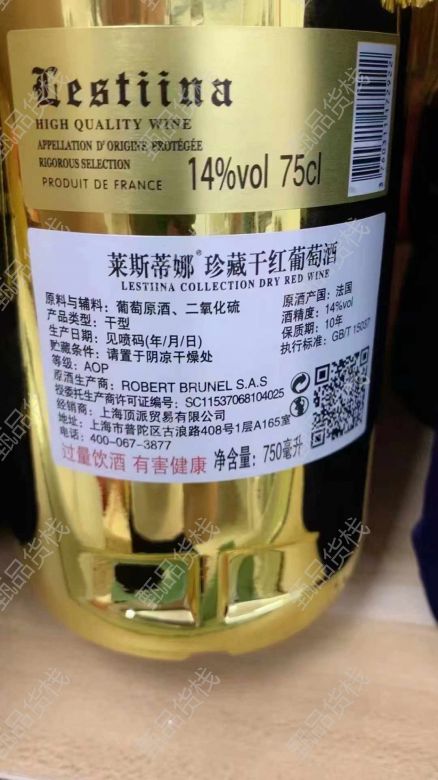 Lestiina
HIGH QUALITY WINE
APPELLATION D'ORIGINE PROTÉGÉE
RIGOROUS SELECTION
PRODUIT DE FRANCE
14%vol 75cl
莱斯蒂娜®珍藏干红葡萄酒
LESTIINA COLLECTION DRY RED WINE
原料与辅料：葡萄原酒、二氧化硫
产品类型：干型
生产日期：见喷码(年/月/日)
贮藏条件：请置于阴凉干燥处
等级：AOP
原酒生产商：ROBERT BRUNEL S.A.S
授委托生产商许可证编号：SC11537068104025
经销商：上海顶派贸易有限公司
地址：上海市普陀区古浪路408号1层A165室
电话：400-067-3877
原酒产国：法国
酒精度：14%vol
保质期：10年
执行标准：GB/T 15037
过量饮酒 有害健康
净含量：750毫升
甄品货栈